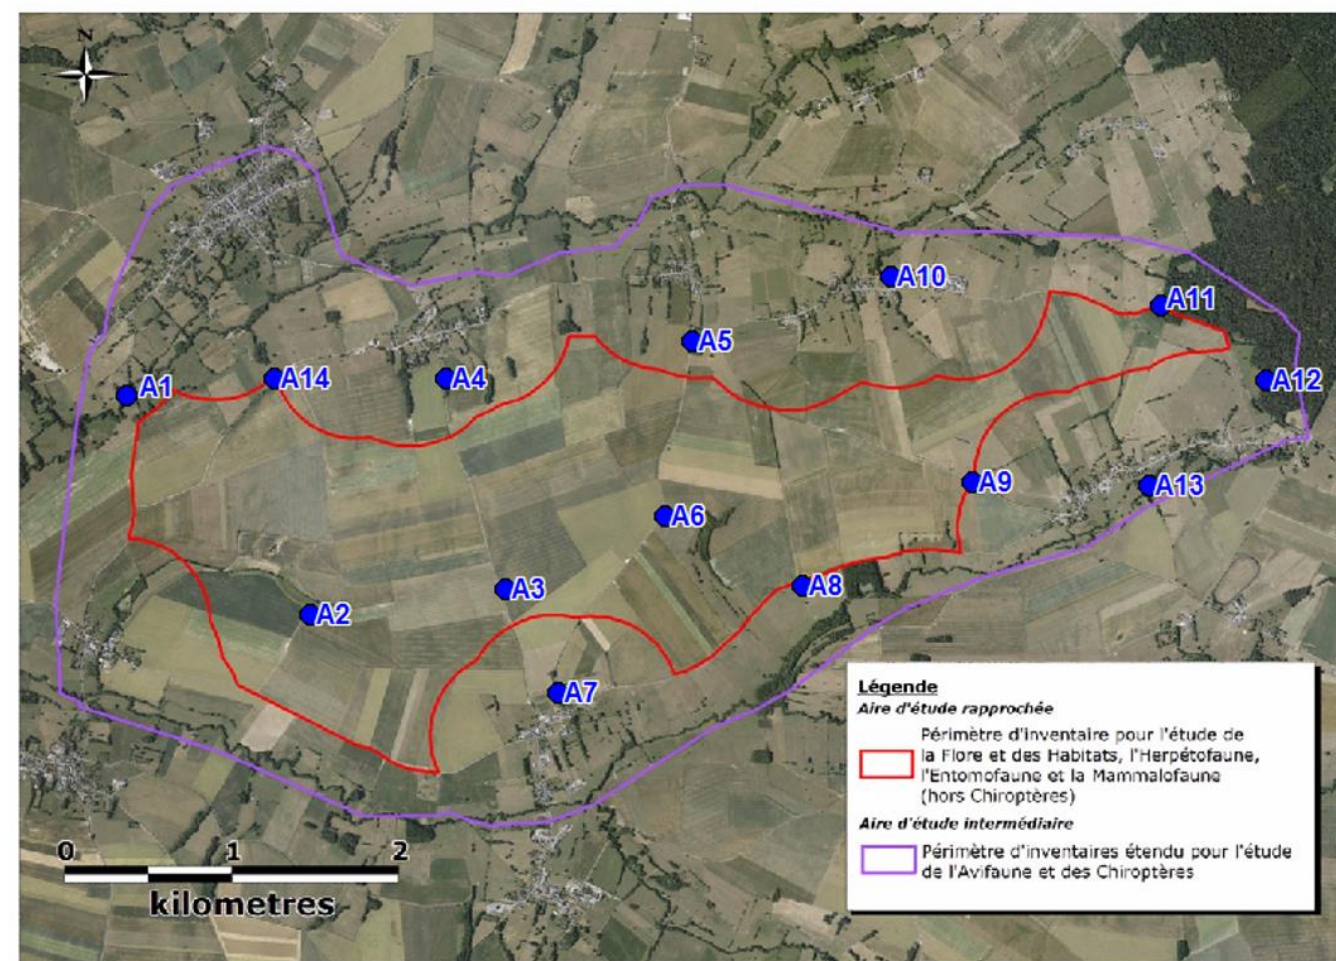 N
A10
A11
A5
A1
A14
A4
A12
A9
A13
A6
A3
A8
A2
A7
Légende
Aire d'étude rapprochée
Périmètre d'inventaire pour l'étude de
la Flore et des Habitats, l'Herpétofaune,
l'Entomofaune et la Mammalofaune
(hors Chiroptères)
Aire d'étude intermédiaire
Périmètre d'inventaires étendu pour l'étude
de l'Avifaune et des Chiroptères
0 1 2
kilometres